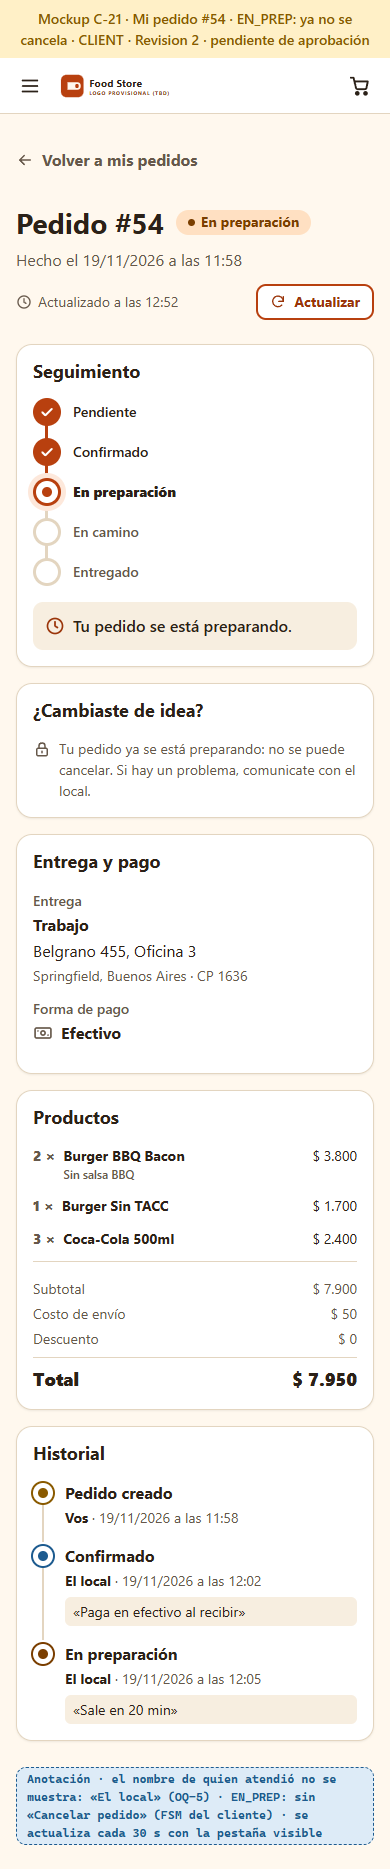 Mockup C-21 · Mi pedido #54 · EN_PREP: ya no se
cancela · CLIENT · Revision 2 · pendiente de aprobación
Food Store
LOGO PROVISIONAL (TBD)
Volver a mis pedidos
Pedido #54
En preparación
Hecho el 19/11/2026 a las 11:58
Actualizado a las 12:52
Actualizar
Seguimiento
Pendiente
Confirmado
En preparación
En camino
Entregado
Tu pedido se está preparando.
¿Cambiaste de idea?
Tu pedido ya se está preparando: no se puede
cancelar. Si hay un problema, comunicate con el
local.
Entrega y pago
Entrega
Trabajo
Belgrano 455, Oficina 3
Springfield, Buenos Aires · CP 1636
Forma de pago
Efectivo
Productos
2 × Burger BBQ Bacon $ 3.800
Sin salsa BBQ
1 × Burger Sin TACC $ 1.700
3 × Coca-Cola 500ml $ 2.400
Subtotal $ 7.900
Costo de envío $ 50
Descuento $ 0
Total $ 7.950
Historial
Pedido creado
Vos · 19/11/2026 a las 11:58
Confirmado
El local · 19/11/2026 a las 12:02
«Paga en efectivo al recibir»
En preparación
El local · 19/11/2026 a las 12:05
«Sale en 20 min»
Anotación · el nombre de quien atendió no se
muestra: «El local» (OQ-5) · EN_PREP: sin
«Cancelar pedido» (FSM del cliente) · se
actualiza cada 30 s con la pestaña visible